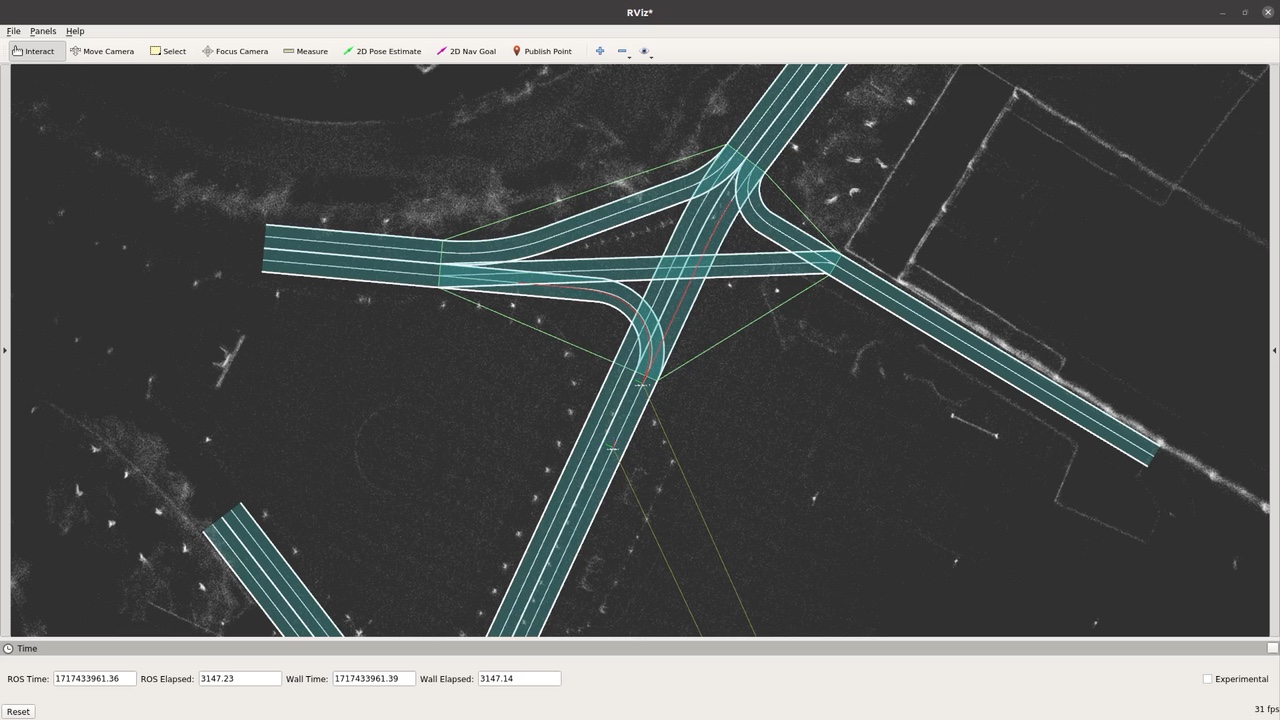 RViz*
File Panels Help
Interact Move Camera Select Focus Camera Measure 2D Pose Estimate 2D Nav Goal Publish Point
Time
ROS Time: 1717433961.36 ROS Elapsed: 3147.23 Wall Time: 1717433961.39 Wall Elapsed: 3147.14 Experimental
Reset 31 fps